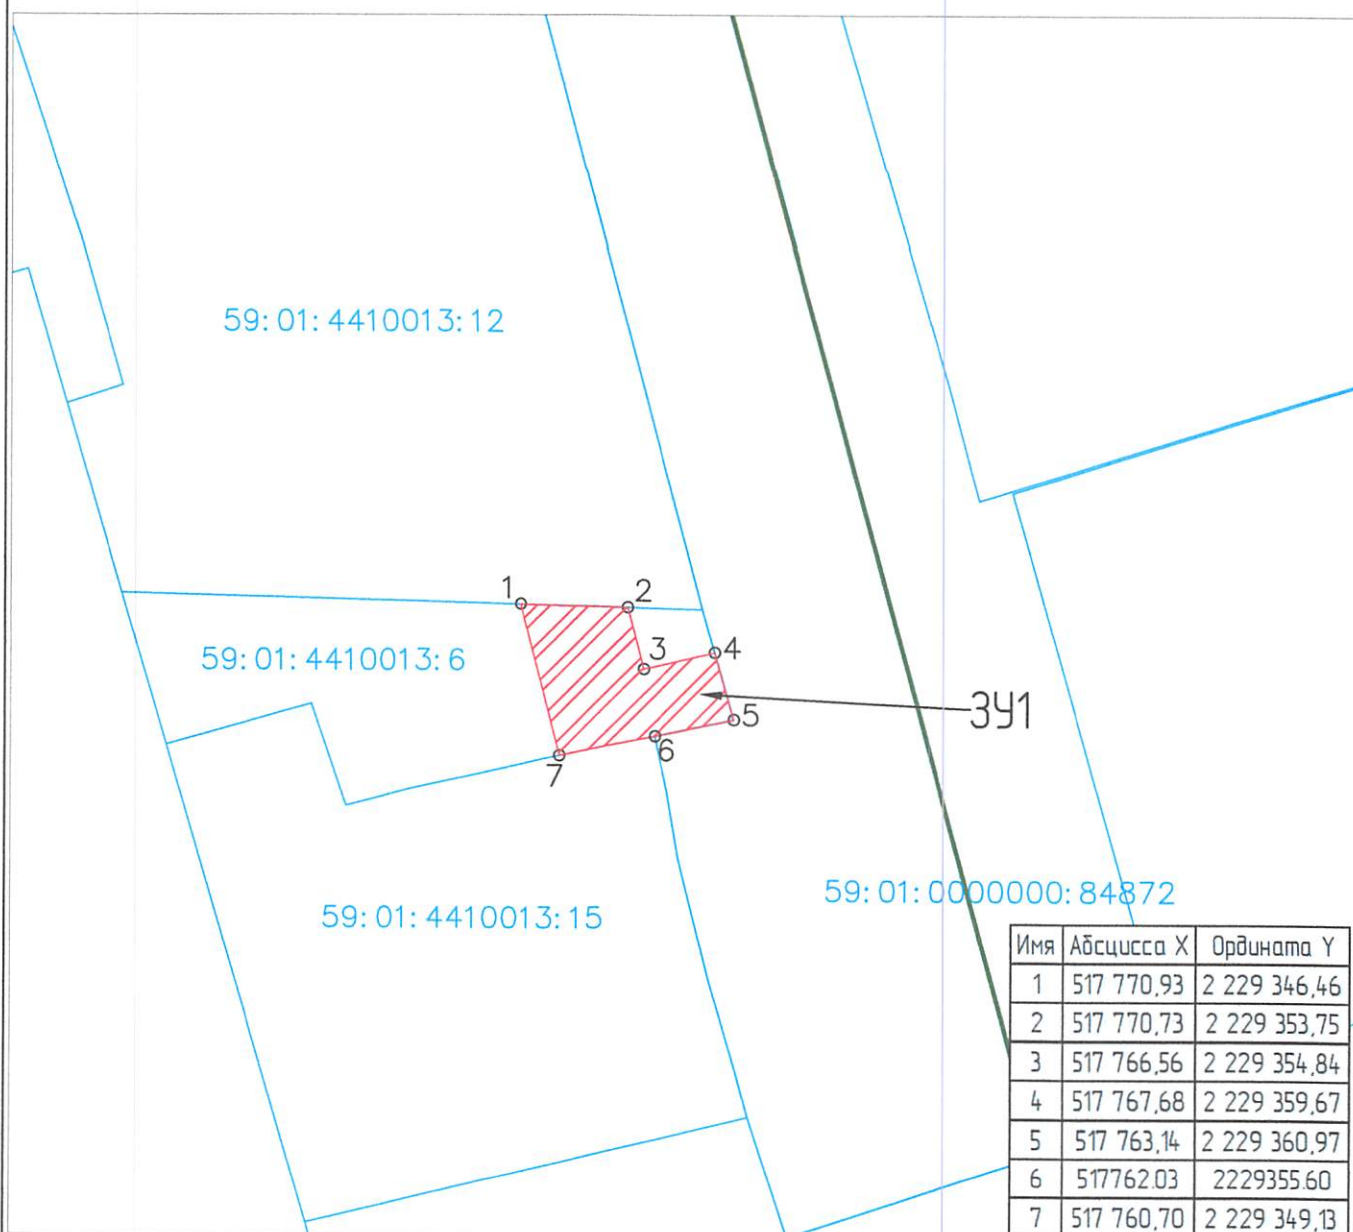 59:01:4410013:12
1
2
3
4
59:01:4410013:6
ЗУ1
5
6
7
59:01:0000000:84872
59:01:4410013:15
Имя Абсцисса X Ордината Y
1 517 770,93 2 229 346,46
2 517 770,73 2 229 353,75
3 517 766,56 2 229 354,84
4 517 767,68 2 229 359,67
5 517 763,14 2 229 360,97
6 517762.03 2229355.60
7 517 760,70 2 229 349,13